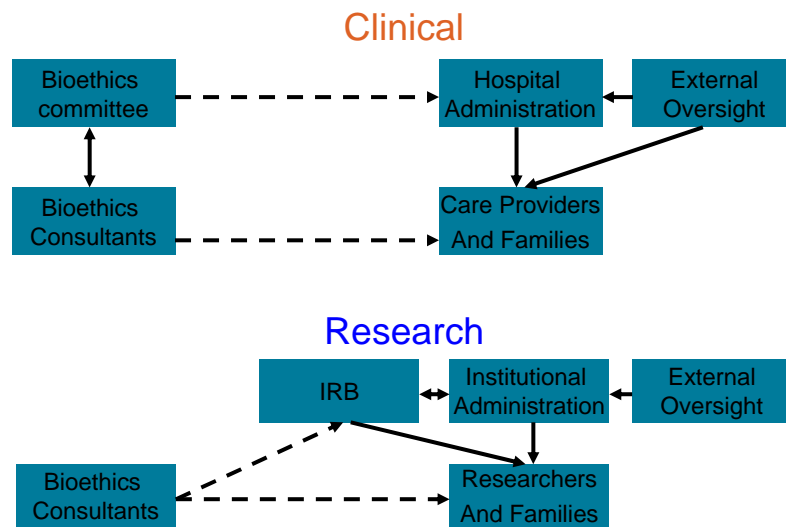 Clinical
Bioethics
committee
Hospital
Administration
External
Oversight
Bioethics
Consultants
Care Providers
And Families
Research
IRB
Institutional
Administration
External
Oversight
Bioethics
Consultants
Researchers
And Families